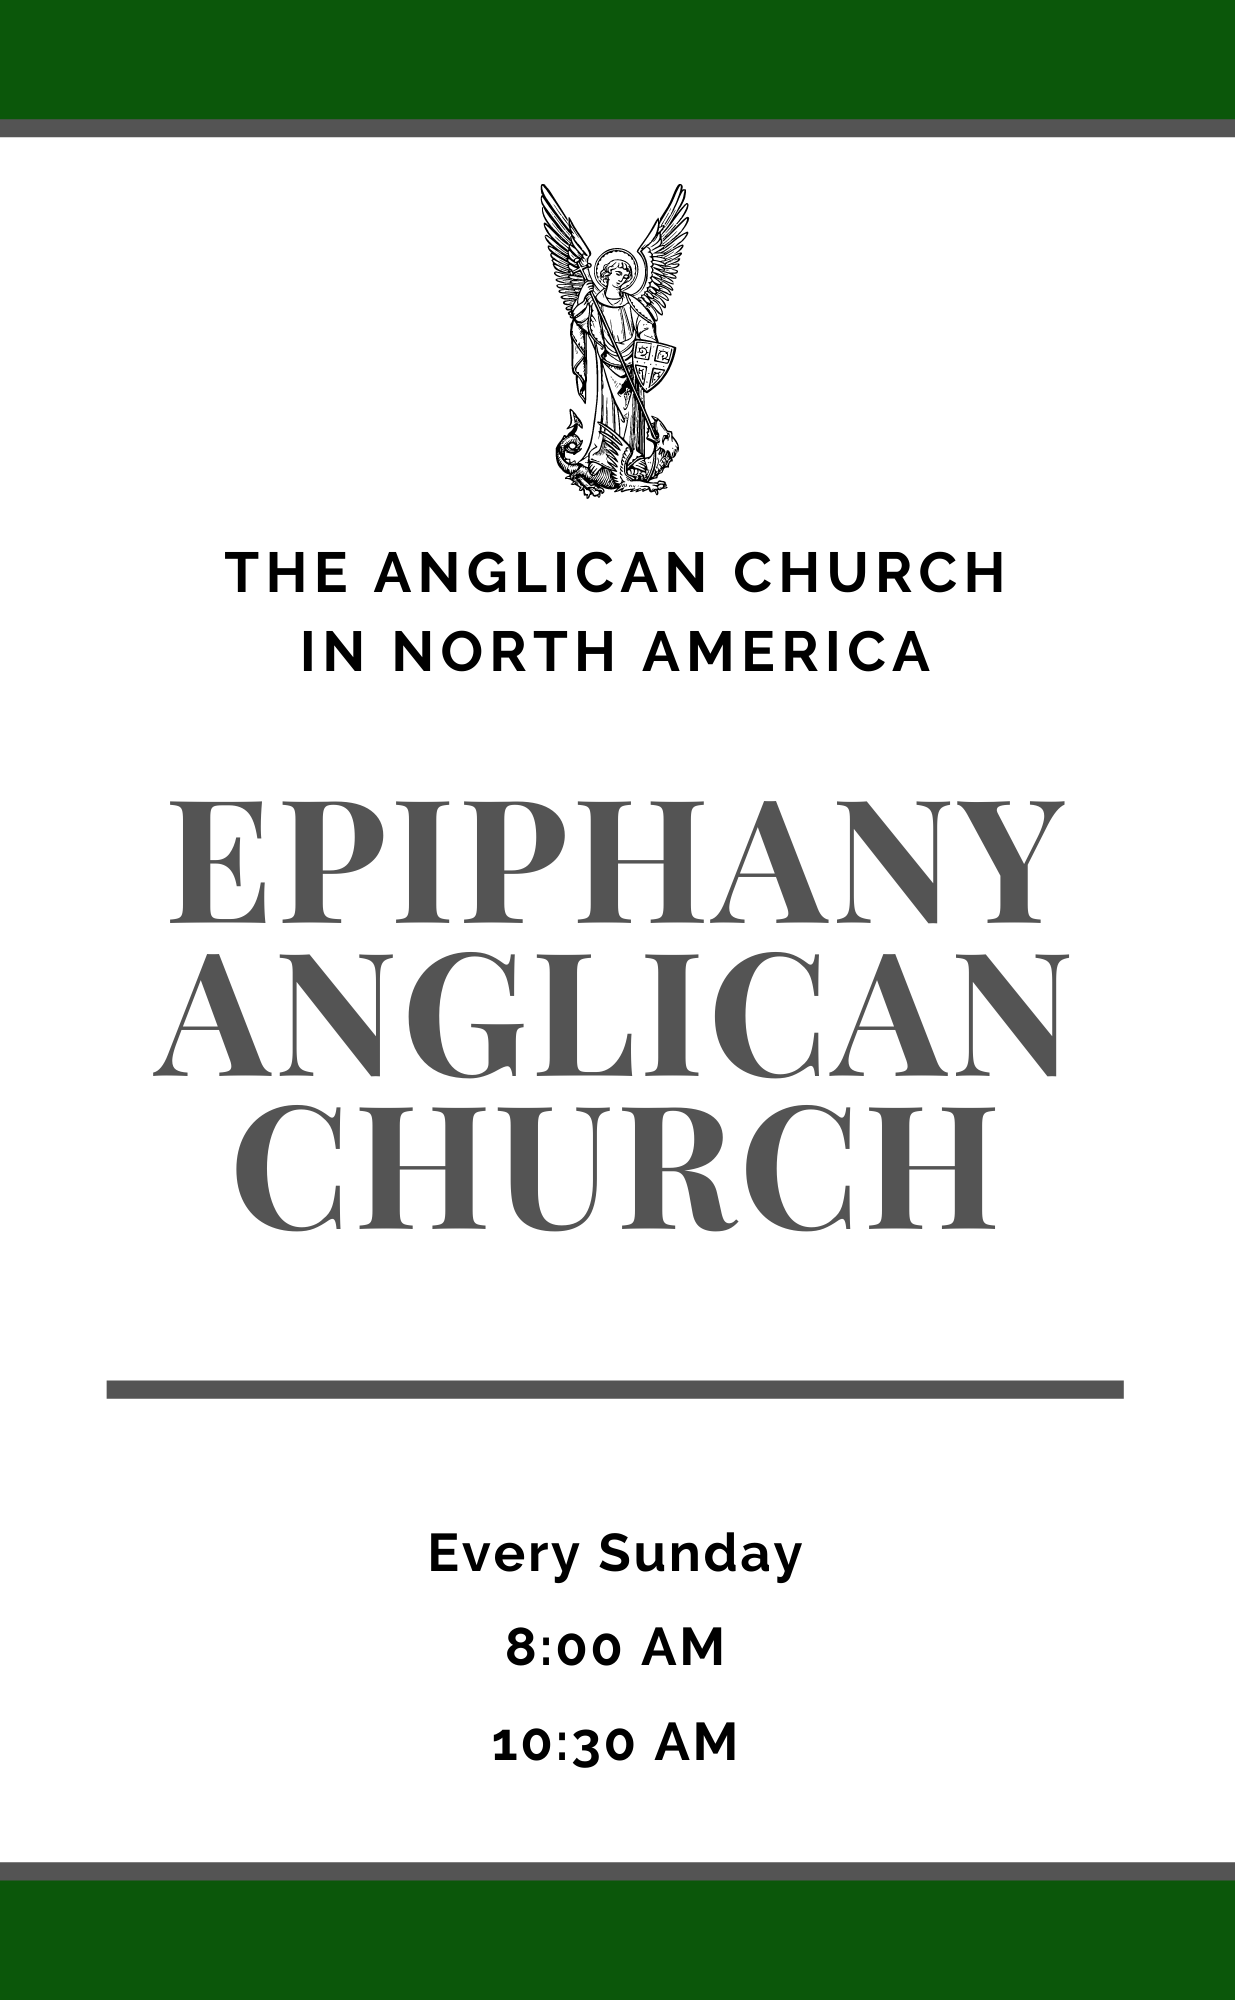 THE ANGLICAN CHURCH
IN NORTH AMERICA
EPIPHANY
ANGLICAN
CHURCH
Every Sunday
8:00 AM
10:30 AM